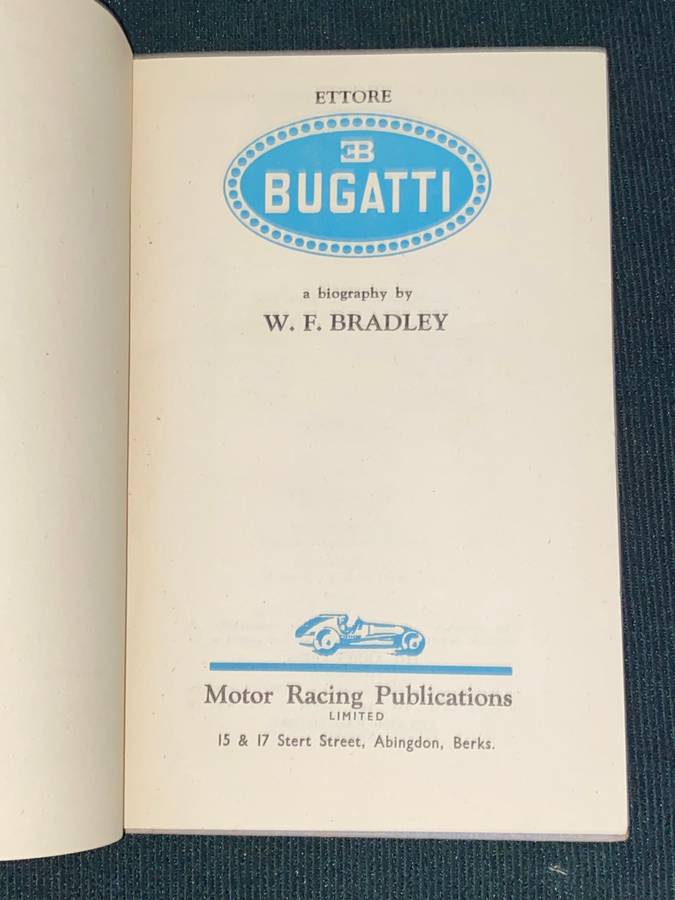 ETTORE
EB
BUGATTI
a biography by
W. F. BRADLEY
Motor Racing Publications
LIMITED
15 & 17 Stert Street, Abingdon, Berks.